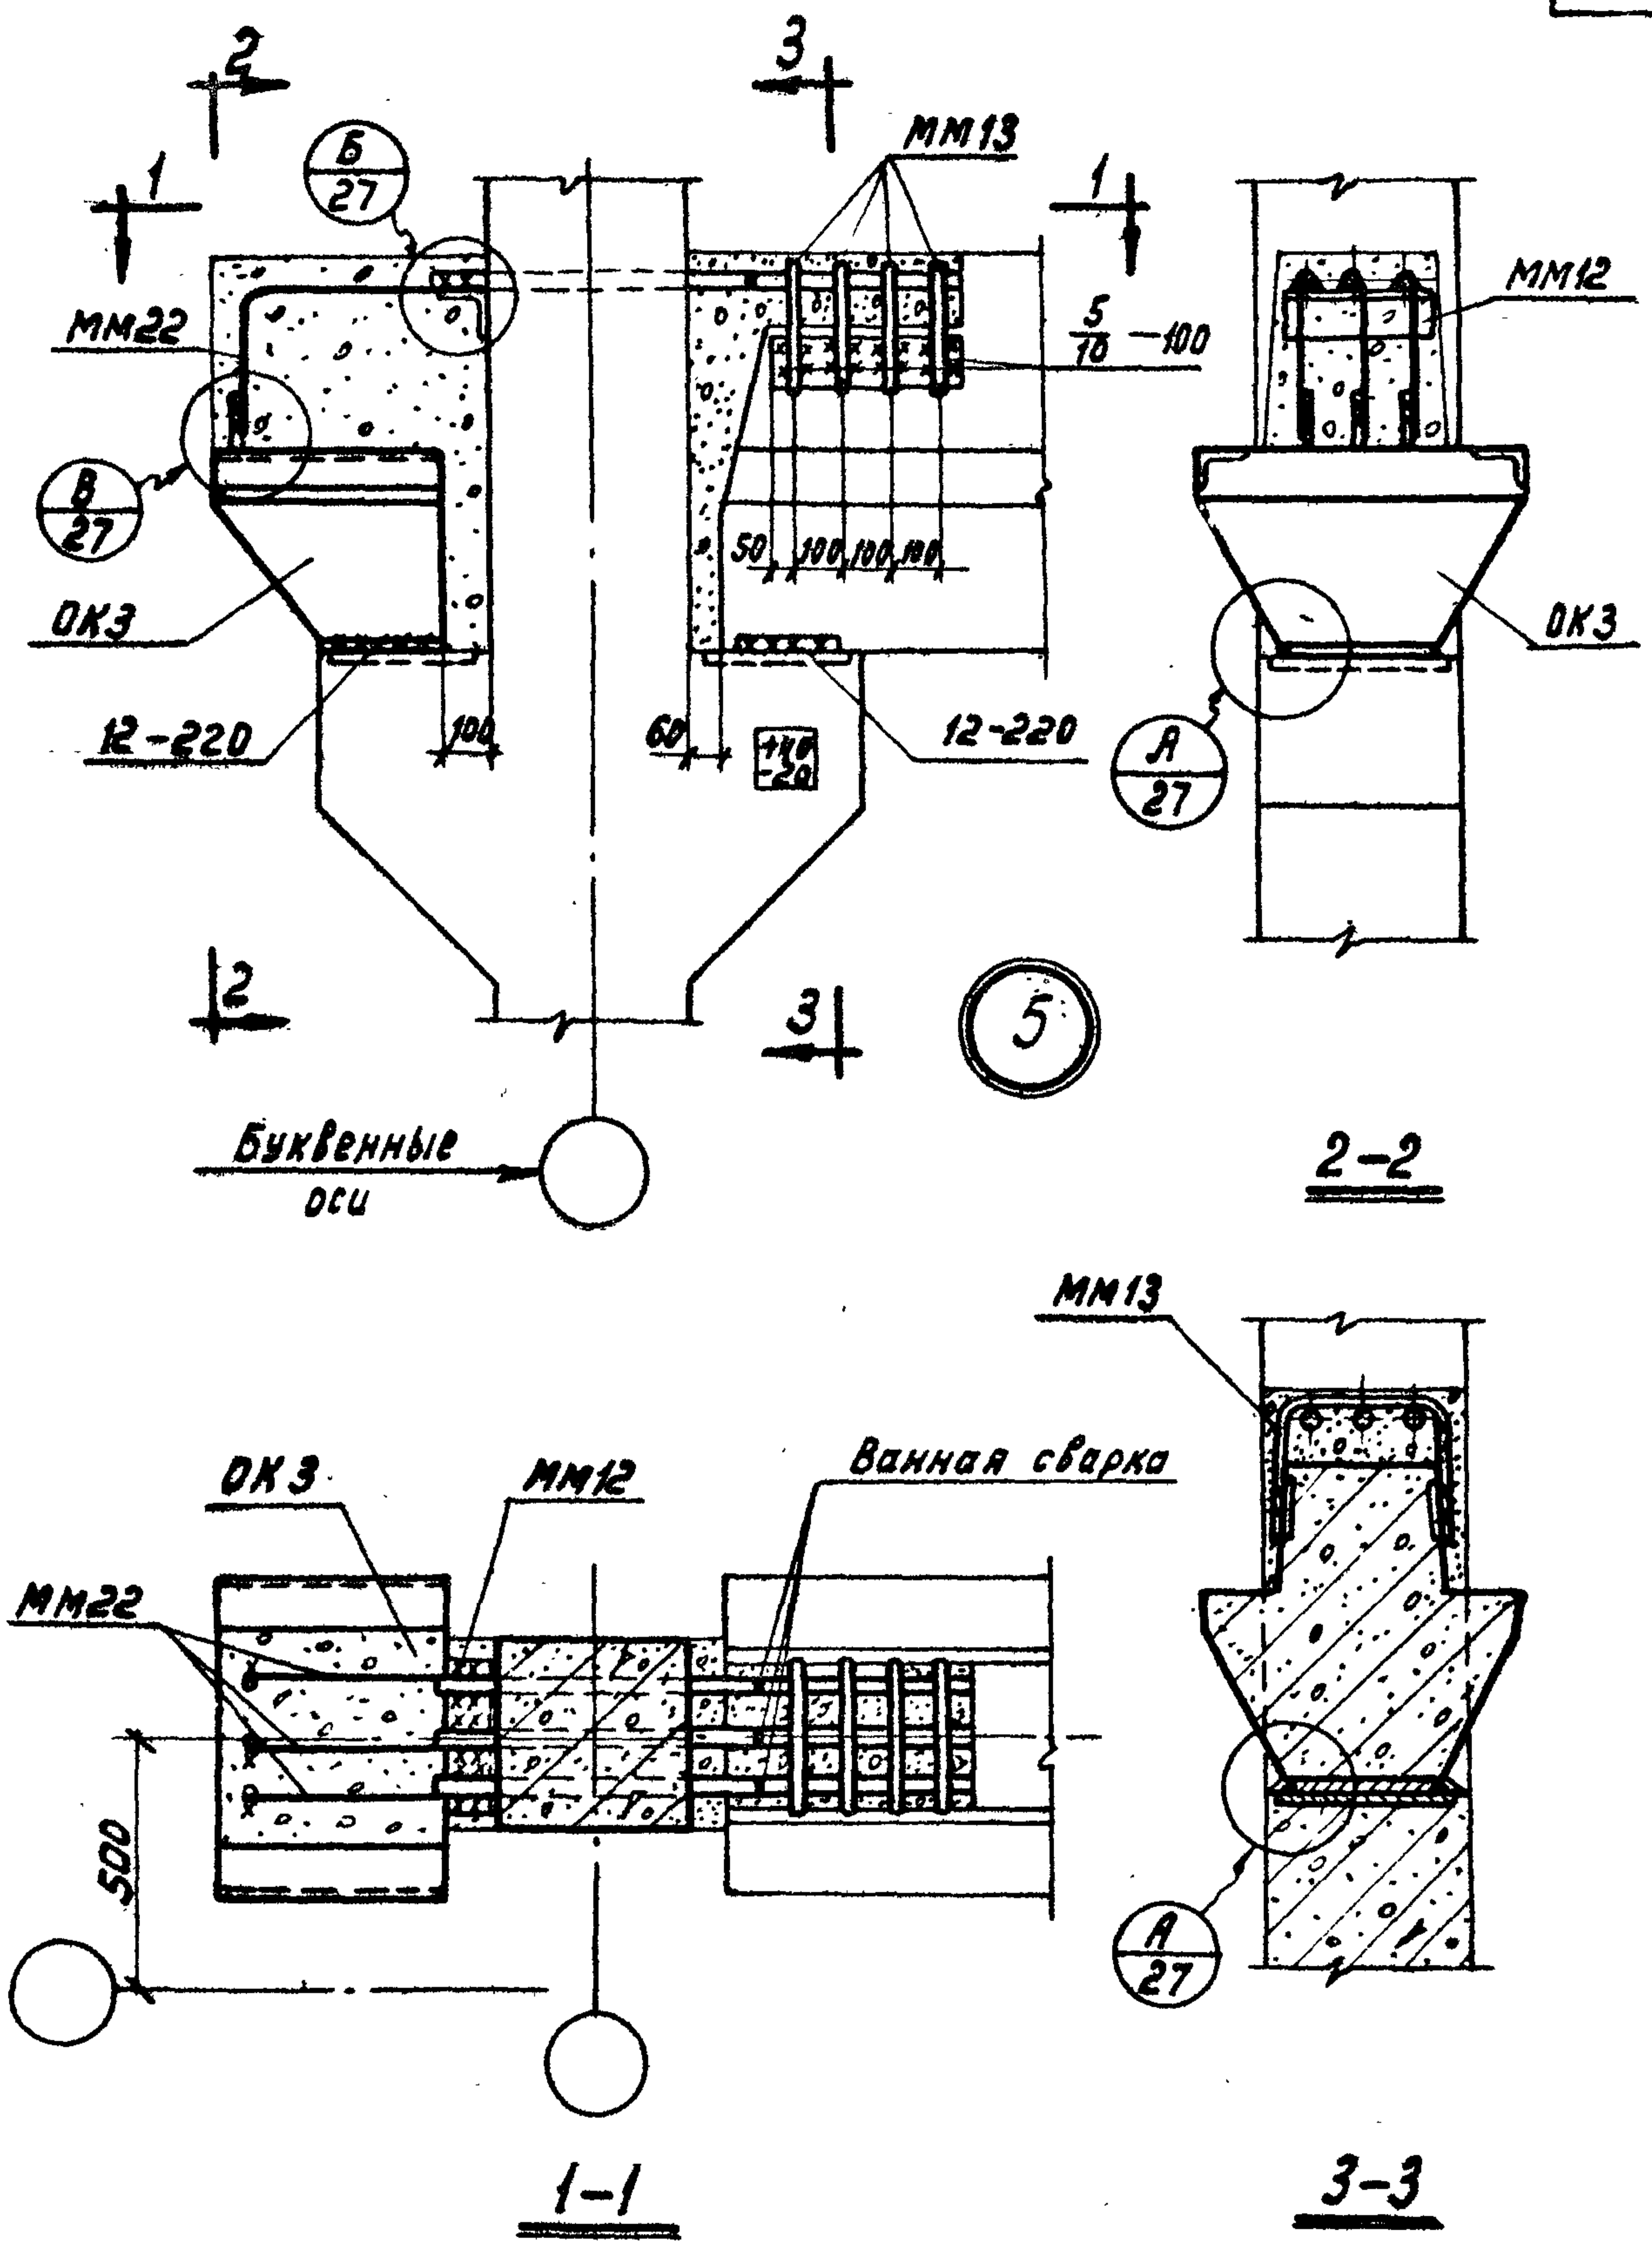 2
3
ММ13
Б
27
1
1
ММ22
ММ12
5
10
-100
В
27
50 100 100 100
ОК3
ОК3
12-220
100
60
+40
-20
12-220
А
27
2
3
5
Буквенные
оси
2-2
ММ13
ОК3
ММ12
Ванная сварка
ММ22
500
А
27
1-1
3-3